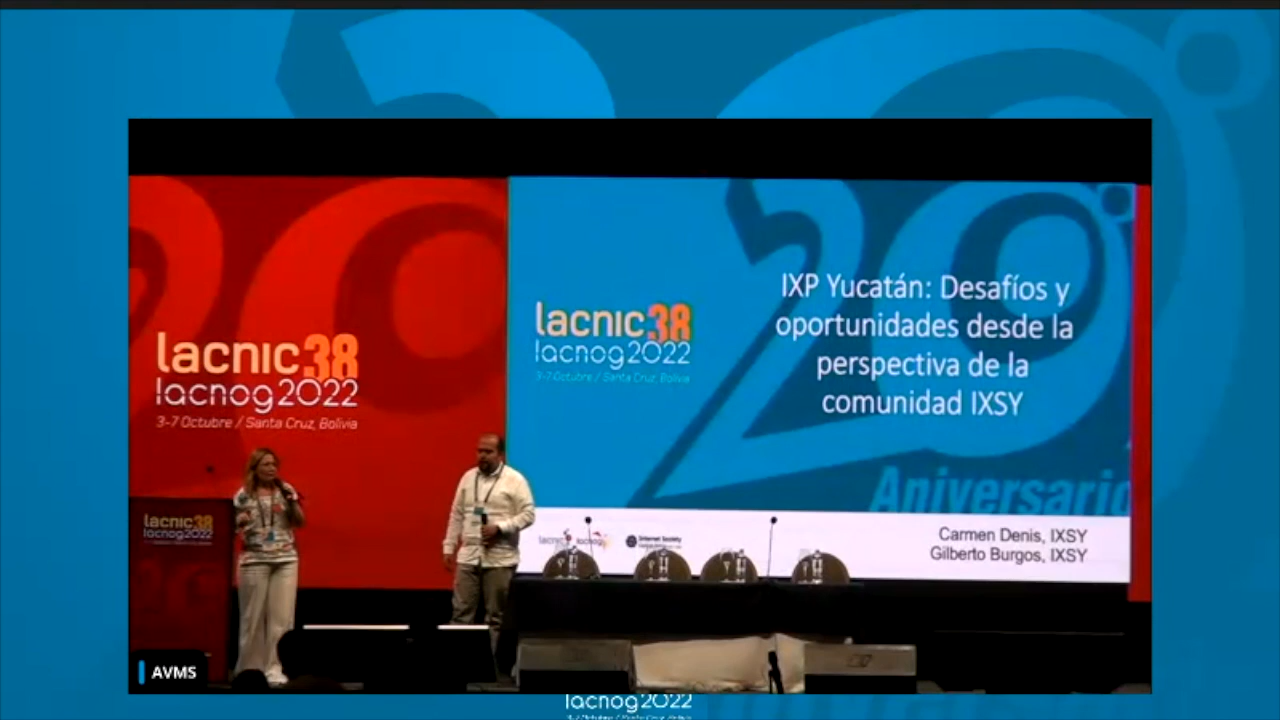 lacnic38
lacnog2022
3-7 Octubre / Santa Cruz, Bolivia
lacnic38
lacnog2022
3-7 Octubre / Santa Cruz, Bolivia
IXP Yucatán: Desafíos y
oportunidades desde la
perspectiva de la
comunidad IXSY
Aniversario
Carmen Denis, IXSY
Gilberto Burgos, IXSY
lacnic
lacnog
Internet Society
lacnic38
lacnog2022
AVMS
lacnog2022